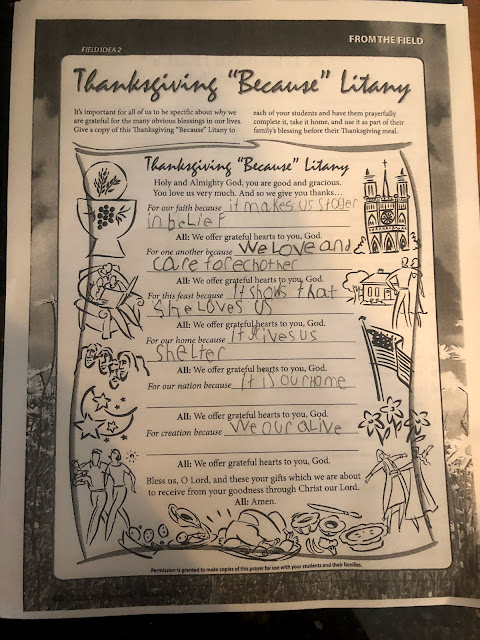 FROM THE FIELD
FIELD IDEA 2
Thanksgiving “Because” Litany
It's important for all of us to be specific about why we
are grateful for the many obvious blessings in our lives.
Give a copy of this Thanksgiving “Because” Litany to
each of your students and have them prayerfully
complete it, take it home, and use it as part of their
family's blessing before their Thanksgiving meal.
Thanksgiving “Because” Litany
Holy and Almighty God, you are good and gracious.
You love us very much. And so we give you thanks…
For our faith because it makes us stoger
in belief
All: We offer grateful hearts to you, God.
For one another because We Love and
care forechother
All: We offer grateful hearts to you, God.
For this feast because It shows that
She Loves us
All: We offer grateful hearts to you, God.
For our home because It gives us
Shelter
All: We offer grateful hearts to you, God.
For our nation because It is our Home
All: We offer grateful hearts to you, God.
For creation because We our alive
All: We offer grateful hearts to you, God.
Bless us, O Lord, and these your gifts which we are about
to receive from your goodness through Christ our Lord.
All: Amen.
Permission is granted to make copies of this prayer for use with your students and their families.